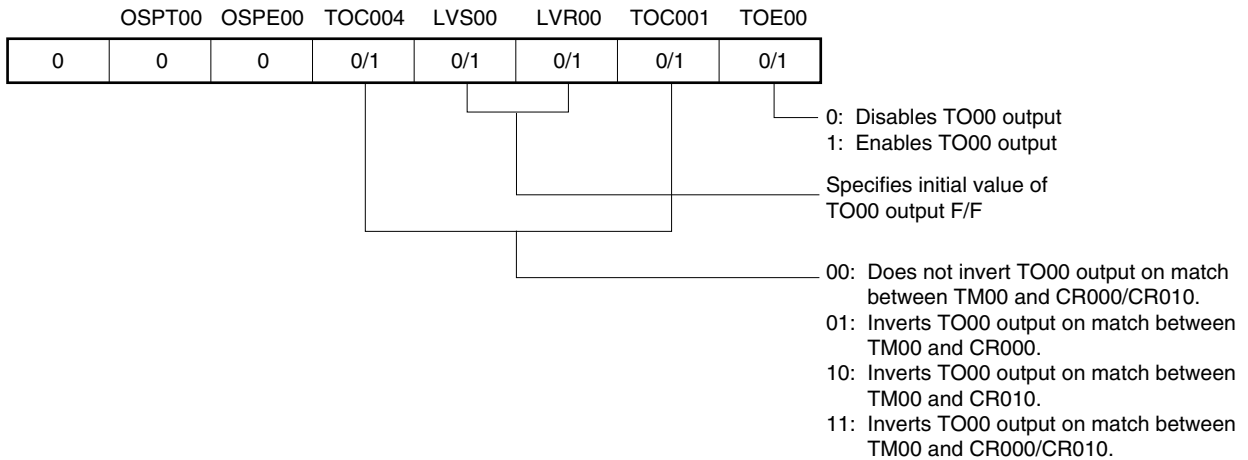 OSPT00 OSPE00 TOC004 LVS00 LVR00 TOC001 TOE00
0 0 0 0/1 0/1 0/1 0/1 0/1
0: Disables TO00 output
1: Enables TO00 output
Specifies initial value of
TO00 output F/F
00: Does not invert TO00 output on match
between TM00 and CR000/CR010.
01: Inverts TO00 output on match between
TM00 and CR000.
10: Inverts TO00 output on match between
TM00 and CR010.
11: Inverts TO00 output on match between
TM00 and CR000/CR010.